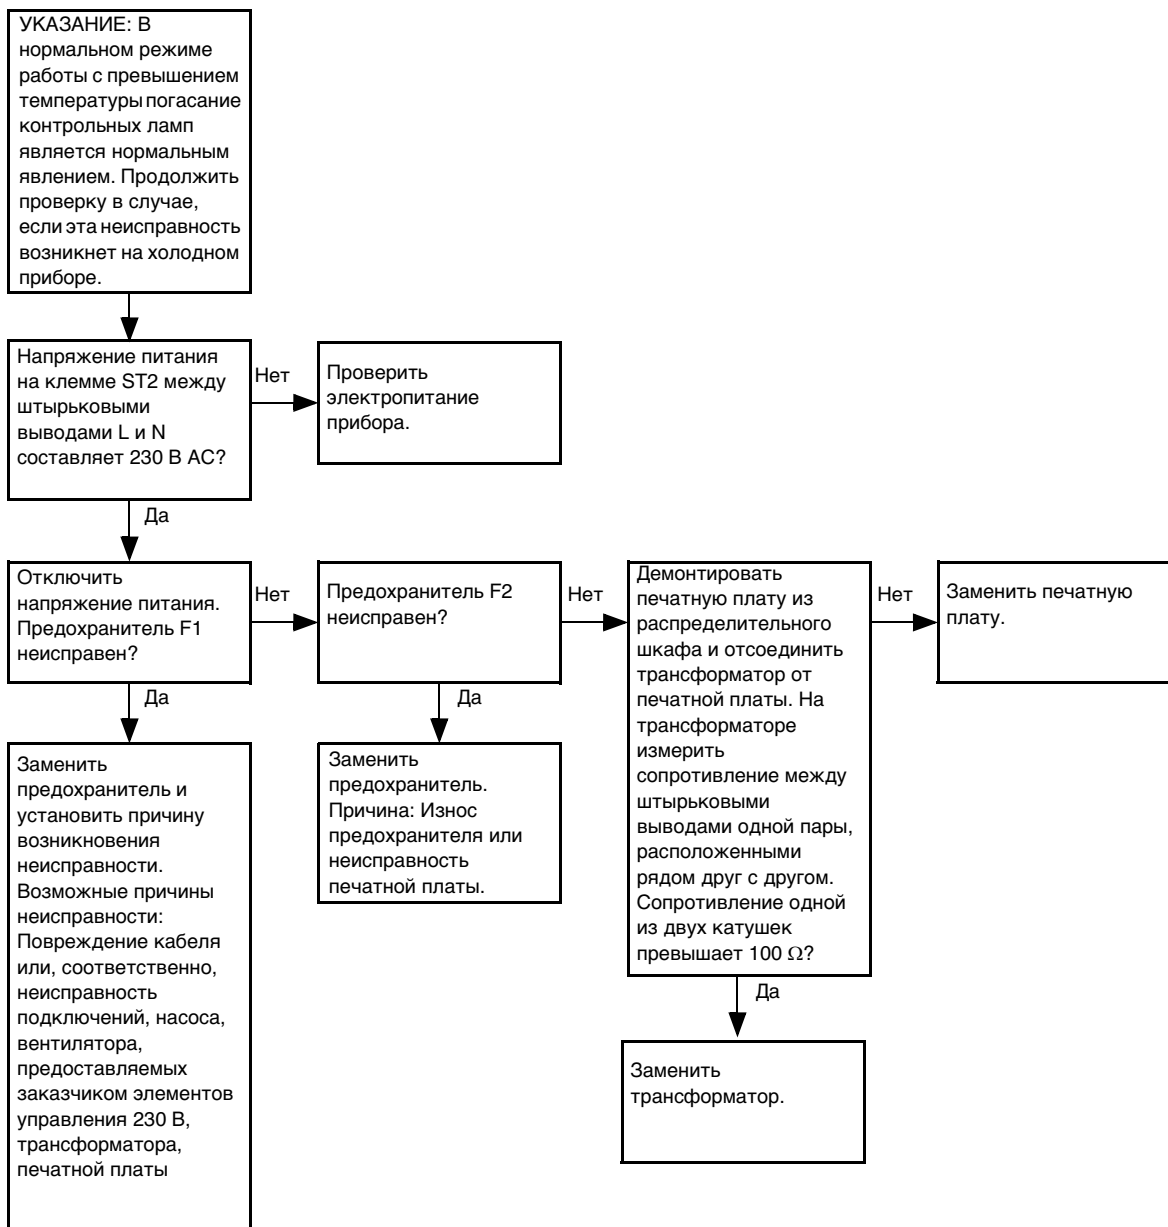 УКАЗАНИЕ: В
нормальном режиме
работы с превышением
температуры погасание
контрольных ламп
является нормальным
явлением. Продолжить
проверку в случае,
если эта неисправность
возникнет на холодном
приборе.
Напряжение питания
на клемме ST2 между
штырьковыми
выводами L и N
составляет 230 В AC?
Нет
Проверить
электропитание
прибора.
Да
Отключить
напряжение питания.
Предохранитель F1
неисправен?
Нет
Предохранитель F2
неисправен?
Нет
Демонтировать
печатную плату из
распределительного
шкафа и отсоединить
трансформатор от
печатной платы. На
трансформаторе
измерить
сопротивление между
штырьковыми
выводами одной пары,
расположенными
рядом друг с другом.
Сопротивление одной
из двух катушек
превышает 100 Ω?
Нет
Заменить печатную
плату.
Да
Заменить
предохранитель и
установить причину
возникновения
неисправности.
Возможные причины
неисправности:
Повреждение кабеля
или, соответственно,
неисправность
подключений, насоса,
вентилятора,
предоставляемых
заказчиком элементов
управления 230 В,
трансформатора,
печатной платы
Да
Заменить
предохранитель.
Причина: Износ
предохранителя или
неисправность
печатной платы.
Да
Заменить
трансформатор.